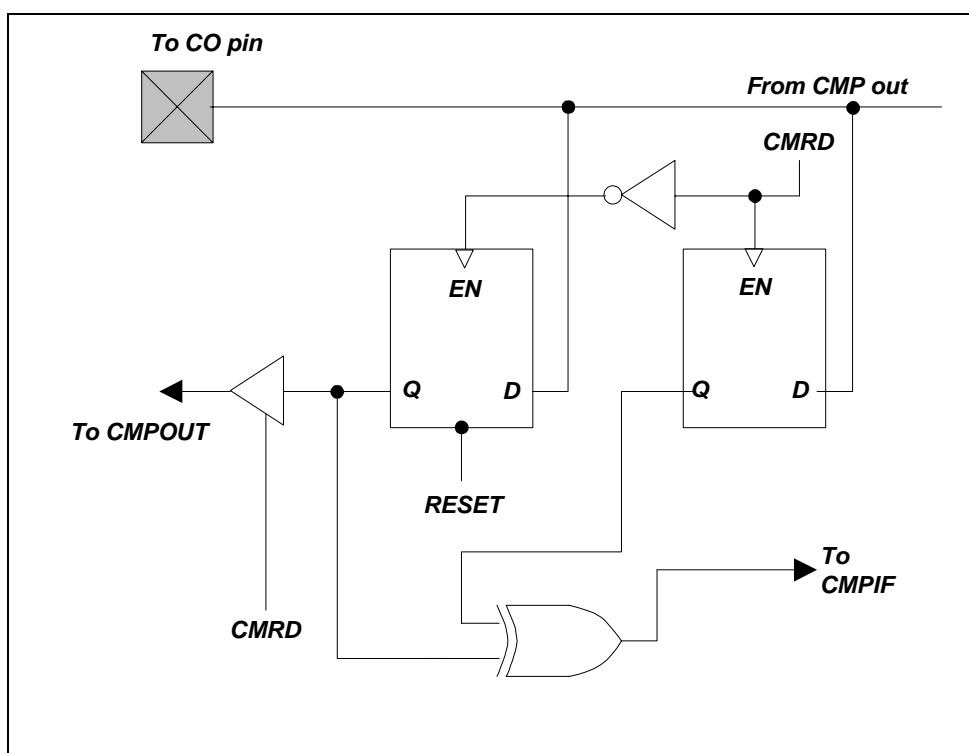 To CO pin
From CMP out
CMRD
EN
EN
Q
D
Q
D
To CMPOUT
RESET
To
CMPIF
CMRD